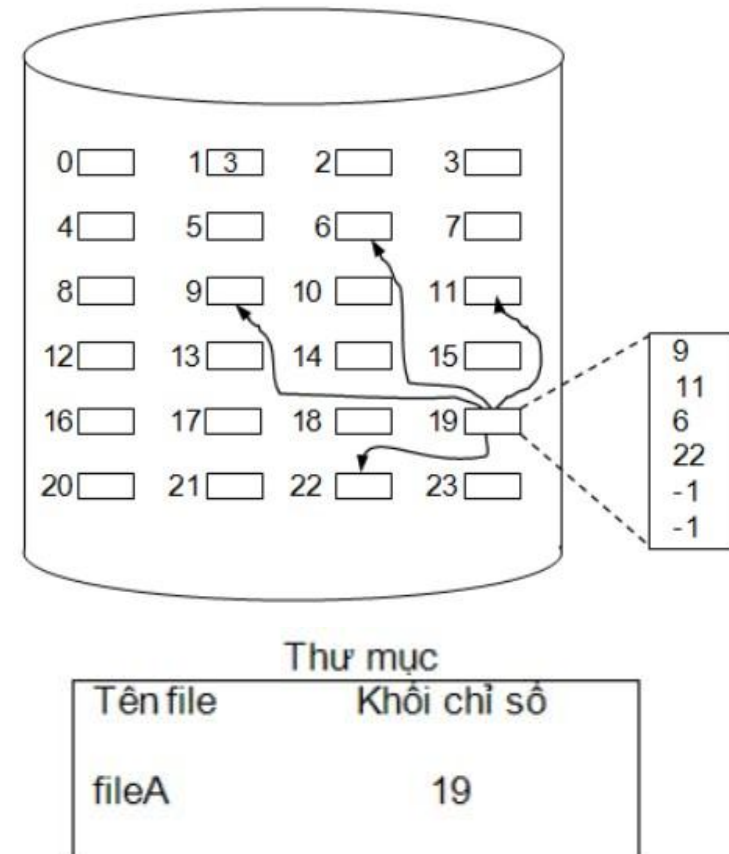 0 1 3 2 3
4 5 6 7
8 9 10 11
12 13 14 15
16 17 18 19
20 21 22 23
9
11
6
22
-1
-1
Thư mục
Tên file Khối chỉ số
fileA 19